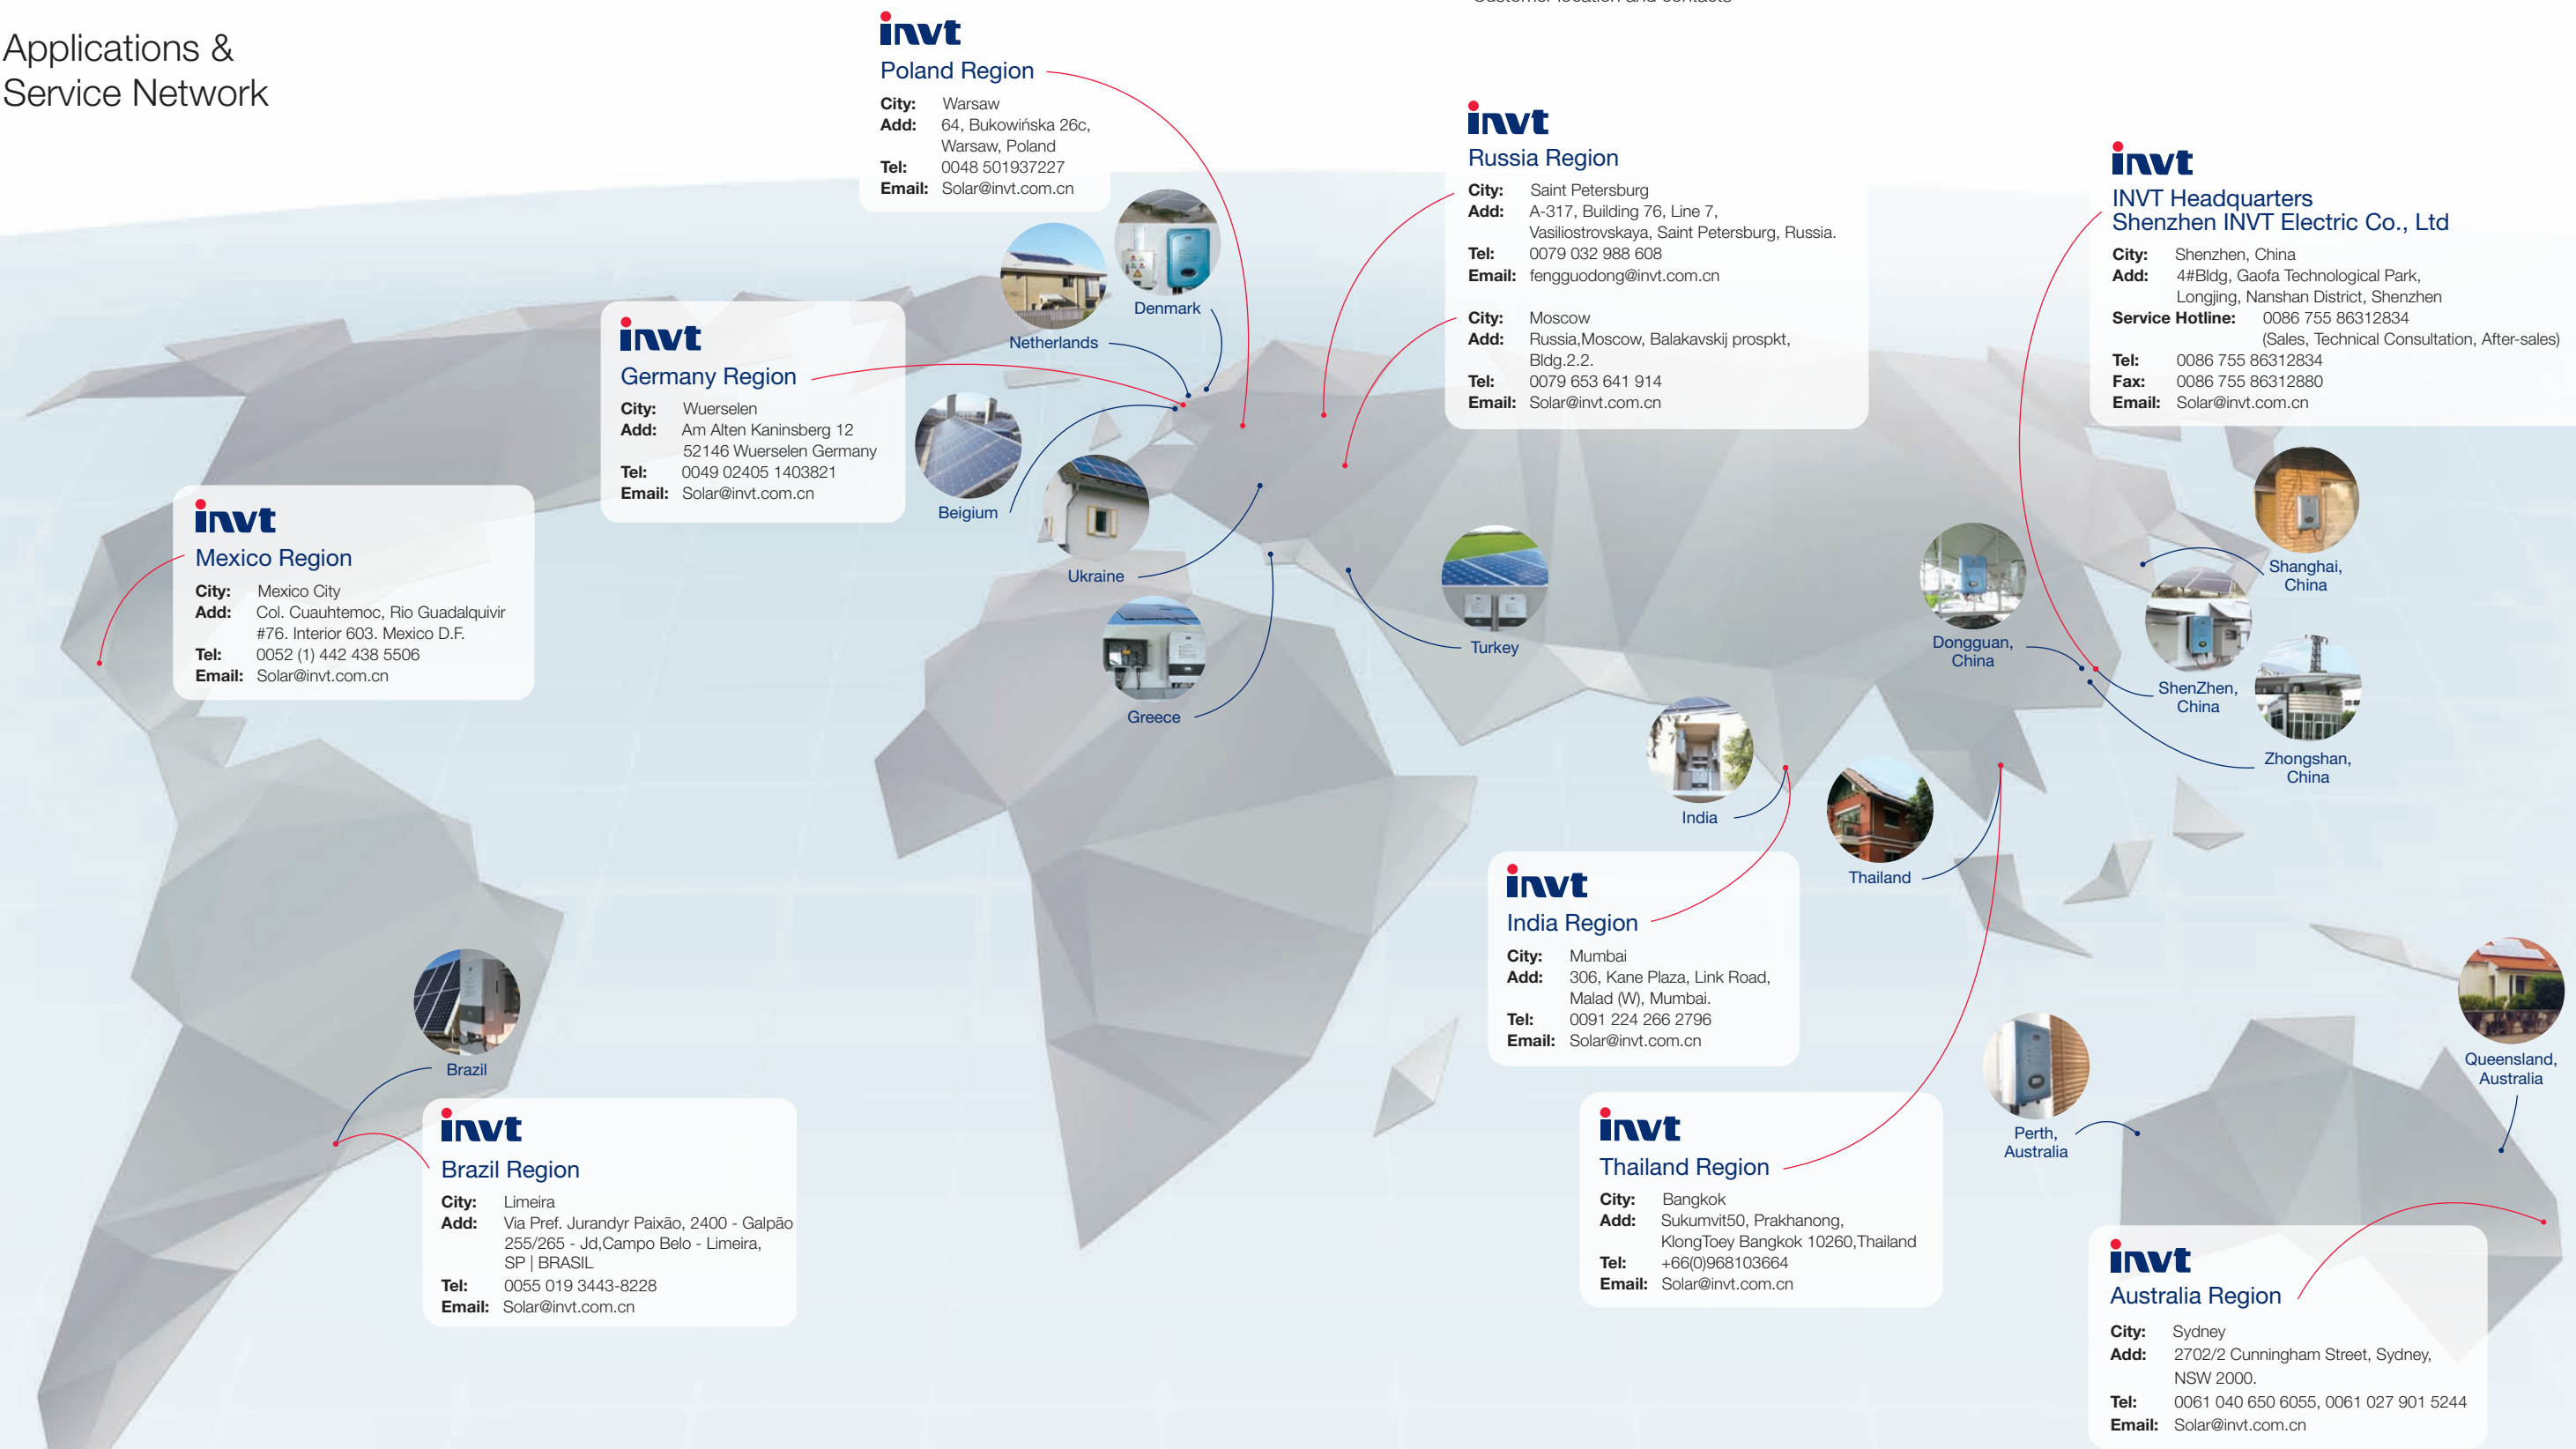 Customer location and contacts
Applications &
Service Network
invt
Poland Region
City: Warsaw
Add: 64, Bukowińska 26c,
Warsaw, Poland
Tel: 0048 501937227
Email: Solar@invt.com.cn
invt
Russia Region
City: Saint Petersburg
Add: A-317, Building 76, Line 7,
Vasiliostrovskaya, Saint Petersburg, Russia.
Tel: 0079 032 988 608
Email: fengguodong@invt.com.cn
City: Moscow
Add: Russia,Moscow, Balakavskij prospkt,
Bldg.2.2.
Tel: 0079 653 641 914
Email: Solar@invt.com.cn
invt
INVT Headquarters
Shenzhen INVT Electric Co., Ltd
City: Shenzhen, China
Add: 4#Bldg, Gaofa Technological Park,
Longjing, Nanshan District, Shenzhen
Service Hotline: 0086 755 86312834
(Sales, Technical Consultation, After-sales)
Tel: 0086 755 86312834
Fax: 0086 755 86312880
Email: Solar@invt.com.cn
Denmark
Netherlands
invt
Germany Region
City: Wuerselen
Add: Am Alten Kaninsberg 12
52146 Wuerselen Germany
Tel: 0049 02405 1403821
Email: Solar@invt.com.cn
Beigium
Ukraine
invt
Mexico Region
City: Mexico City
Add: Col. Cuauhtemoc, Rio Guadalquivir
#76. Interior 603. Mexico D.F.
Tel: 0052 (1) 442 438 5506
Email: Solar@invt.com.cn
Turkey
Greece
Shanghai,
China
Dongguan,
China
ShenZhen,
China
Zhongshan,
China
India
Thailand
invt
India Region
City: Mumbai
Add: 306, Kane Plaza, Link Road,
Malad (W), Mumbai.
Tel: 0091 224 266 2796
Email: Solar@invt.com.cn
Brazil
invt
Brazil Region
City: Limeira
Add: Via Pref. Jurandyr Paixão, 2400 - Galpão
255/265 - Jd,Campo Belo - Limeira,
SP | BRASIL
Tel: 0055 019 3443-8228
Email: Solar@invt.com.cn
invt
Thailand Region
City: Bangkok
Add: Sukumvit50, Prakhanong,
KlongToey Bangkok 10260,Thailand
Tel: +66(0)968103664
Email: Solar@invt.com.cn
Perth,
Australia
Queensland,
Australia
invt
Australia Region
City: Sydney
Add: 2702/2 Cunningham Street, Sydney,
NSW 2000.
Tel: 0061 040 650 6055, 0061 027 901 5244
Email: Solar@invt.com.cn